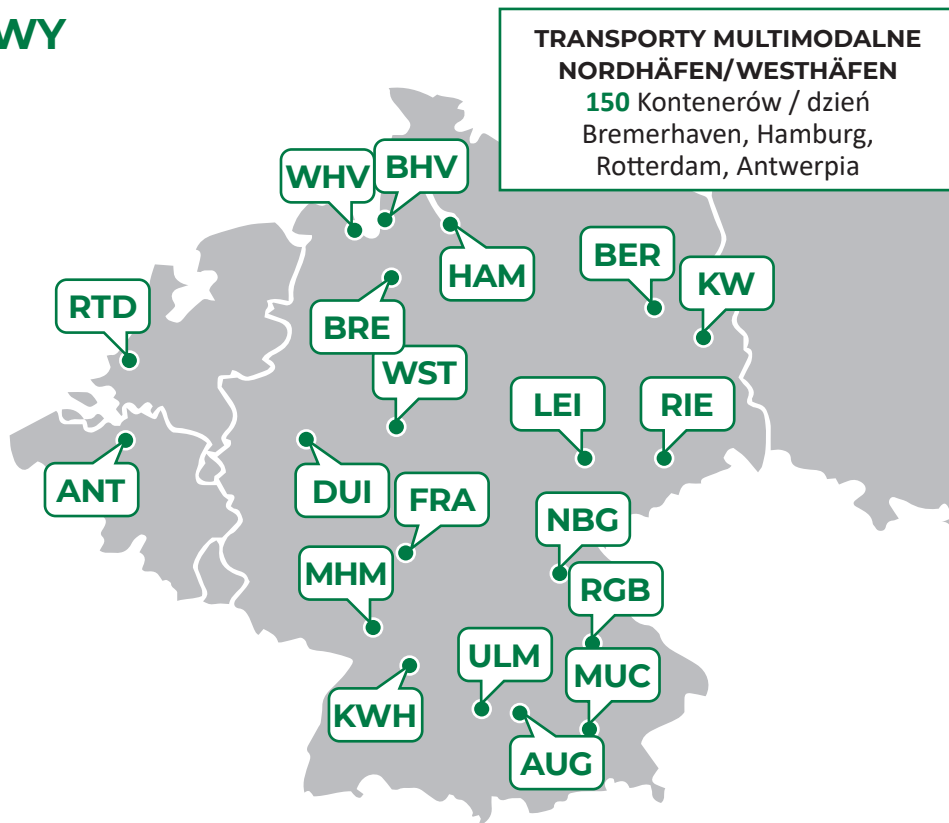 WY
TRANSPORTY MULTIMODALNE
NORDHÄFEN/WESTHÄFEN
150 Kontenerów / dzień
Bremerhaven, Hamburg,
Rotterdam, Antwerpia
WHV
BHV
HAM
BER
KW
RTD
BRE
WST
LEI
RIE
ANT
DUI
FRA
NBG
MHM
RGB
ULM
MUC
KWH
AUG